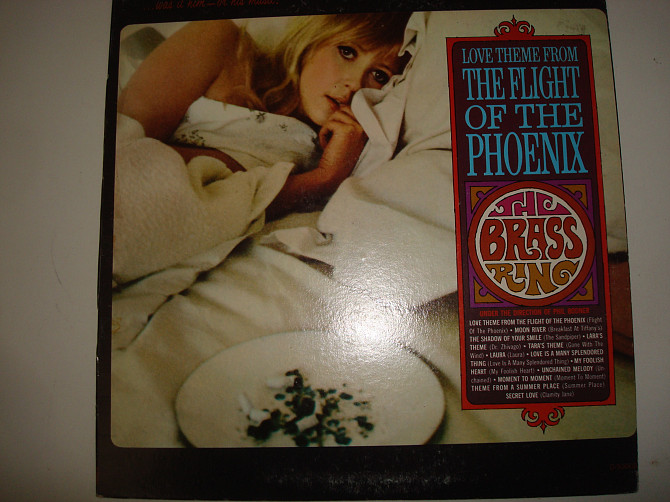 LOVE THEME FROM
THE FLIGHT
OF THE
PHOENIX
THE
BRASS
RING
UNDER THE DIRECTION OF PHIL BODNER
LOVE THEME FROM THE FLIGHT OF THE PHOENIX (Flight
Of The Phoenix) • MOON RIVER (Breakfast At Tiffany's)
THE SHADOW OF YOUR SMILE (The Sandpiper) • LARA'S
THEME (Dr. Zhivago) • TARA'S THEME (Gone With The
Wind) • LAURA (Laura) • LOVE IS A MANY SPLENDORED
THING (Love Is A Many Splendored Thing) • MY FOOLISH
HEART (My Foolish Heart) • UNCHAINED MELODY (Un-
chained) • MOMENT TO MOMENT (Moment To Moment)
THEME FROM A SUMMER PLACE (Summer Place)
SECRET LOVE (Clamity Jane)